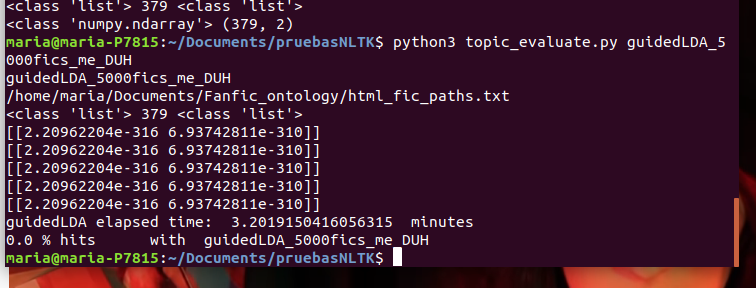 <class 'list'> 379 <class 'list'>
<class 'numpy.ndarray'> (379, 2)
maria@maria-P7815:~/Documents/pruebasNLTK$ python3 topic_evaluate.py guidedLDA_5
000fics_me_DUH
guidedLDA_5000fics_me_DUH
/home/maria/Documents/Fanfic_ontology/html_fic_paths.txt
<class 'list'> 379 <class 'list'>
[[2.20962204e-316 6.93742811e-310]]
[[2.20962204e-316 6.93742811e-310]]
[[2.20962204e-316 6.93742811e-310]]
[[2.20962204e-316 6.93742811e-310]]
[[2.20962204e-316 6.93742811e-310]]
guidedLDA elapsed time:  3.2019150416056315  minutes
0.0 % hits      with  guidedLDA_5000fics_me_DUH
maria@maria-P7815:~/Documents/pruebasNLTK$